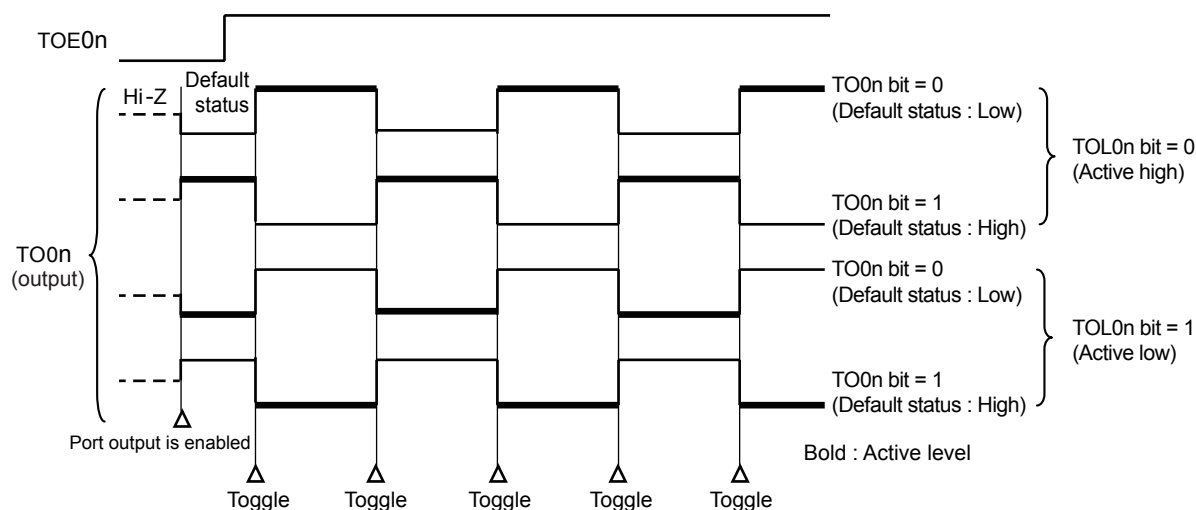 TOE0n
Hi-Z
Default
status
TO0n bit = 0
(Default status : Low)
TOL0n bit = 0
(Active high)
TO0n bit = 1
(Default status : High)
TO0n
(output)
TO0n bit = 0
(Default status : Low)
TOL0n bit = 1
(Active low)
TO0n bit = 1
(Default status : High)
Port output is enabled
Bold : Active level
Toggle Toggle Toggle Toggle Toggle